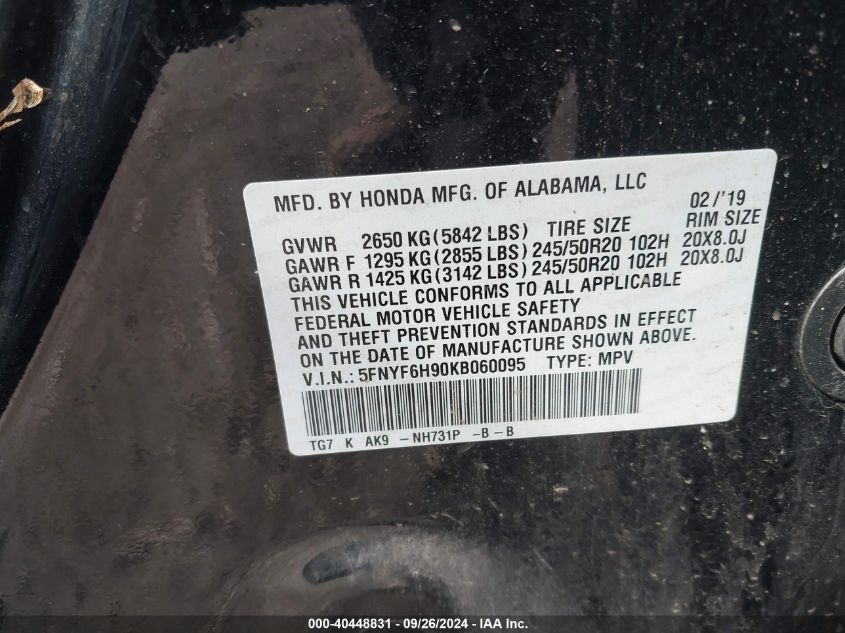 MFD. BY HONDA MFG. OF ALABAMA, LLC 02/'19
GVWR 2650 KG(5842 LBS) TIRE SIZE RIM SIZE
GAWR F 1295 KG(2855 LBS) 245/50R20 102H 20X8.0J
GAWR R 1425 KG(3142 LBS) 245/50R20 102H 20X8.0J
THIS VEHICLE CONFORMS TO ALL APPLICABLE
FEDERAL MOTOR VEHICLE SAFETY
AND THEFT PREVENTION STANDARDS IN EFFECT
ON THE DATE OF MANUFACTURE SHOWN ABOVE.
V.I.N.: 5FNYF6H90KB060095 TYPE: MPV
TG7 K AK9 -NH731P -B-B
000-40448831 - 09/26/2024 - IAAI.COM